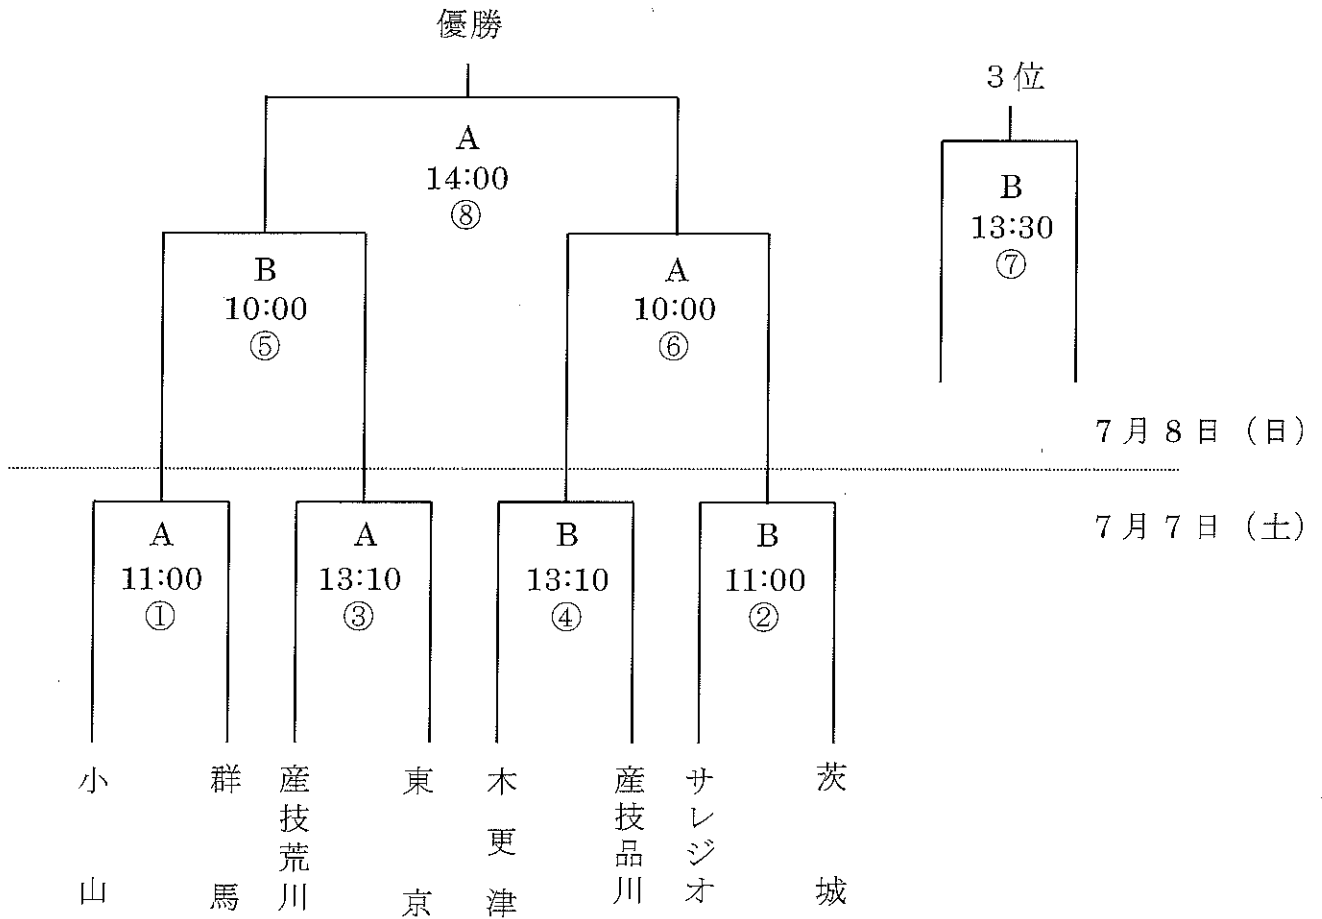 優勝
3位
A
14:00
⑧
B
13:30
⑦
B
10:00
⑤
A
10:00
⑥
7月8日（日）
7月7日（土）
A
11:00
①
A
13:10
③
B
13:10
④
B
11:00
②
小山
群馬
産技荒川
東京
木更津
産技品川
サレジオ
茨城